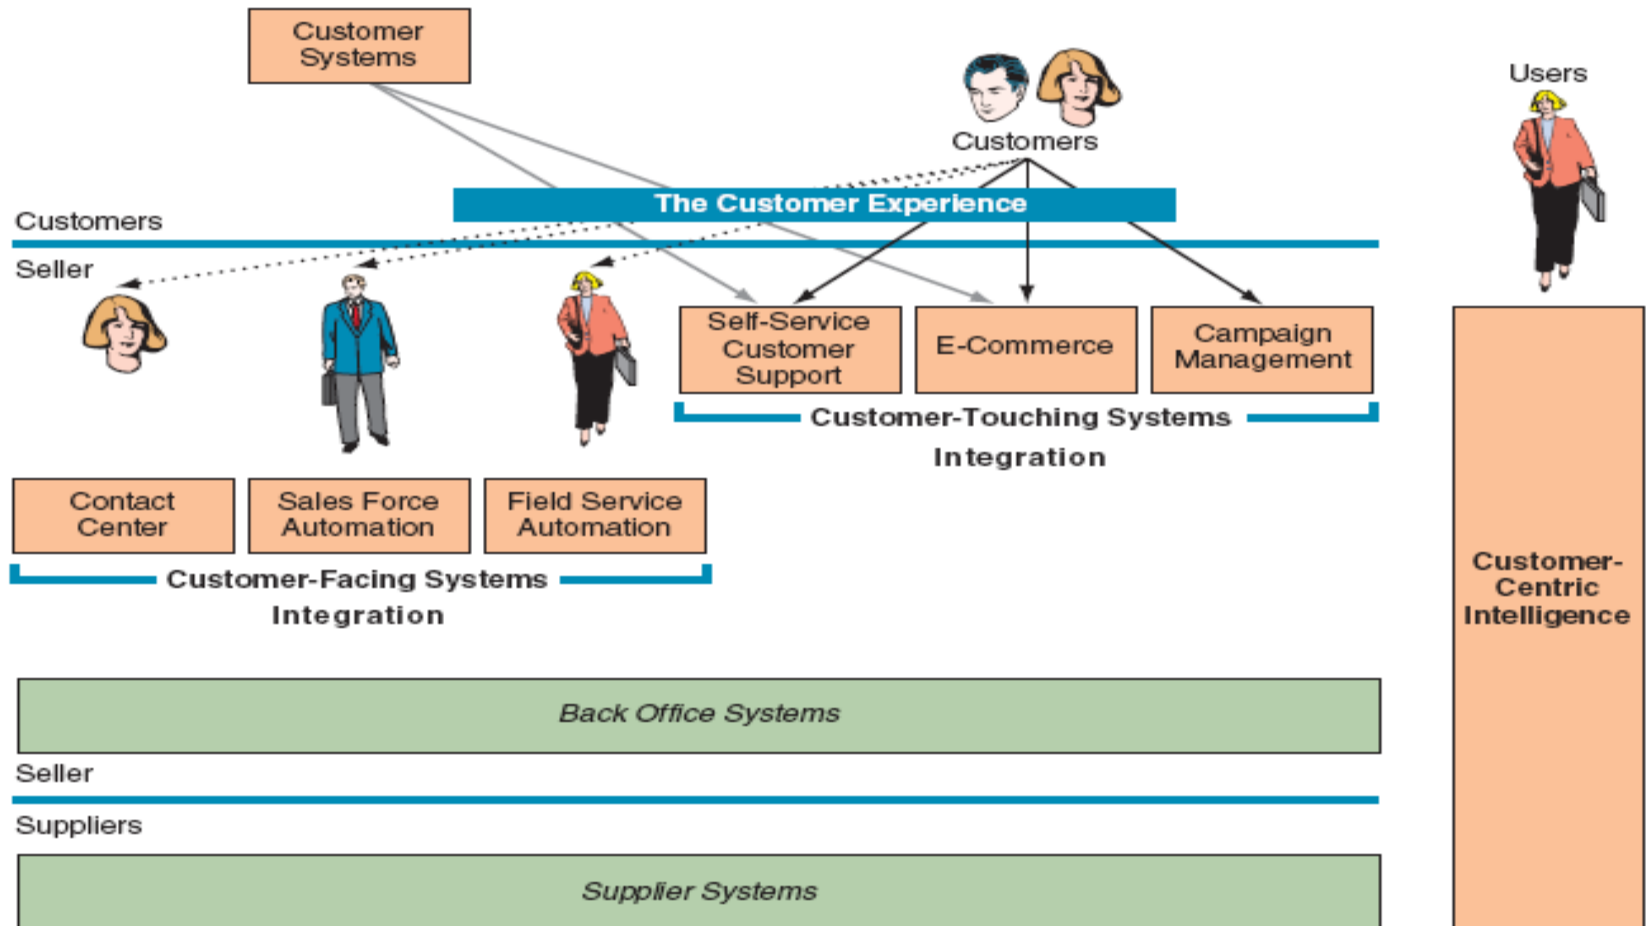 Customer
Systems
Customers
Users
The Customer Experience
Customers
Seller
Self-Service
Customer
Support
E-Commerce
Campaign
Management
Customer-Touching Systems
Integration
Contact
Center
Sales Force
Automation
Field Service
Automation
Customer-Facing Systems
Integration
Customer-
Centric
Intelligence
Back Office Systems
Seller
Suppliers
Supplier Systems